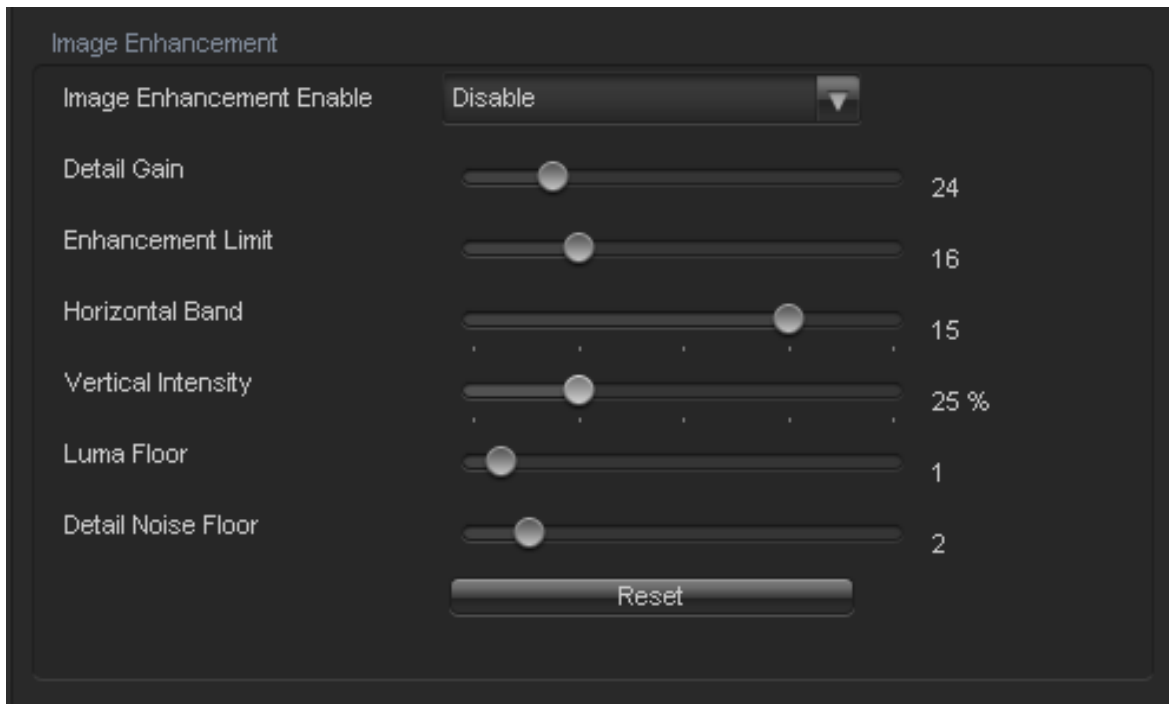 Image Enhancement
Image Enhancement Enable Disable
Detail Gain 24
Enhancement Limit 16
Horizontal Band 15
Vertical Intensity 25 %
Luma Floor 1
Detail Noise Floor 2
Reset